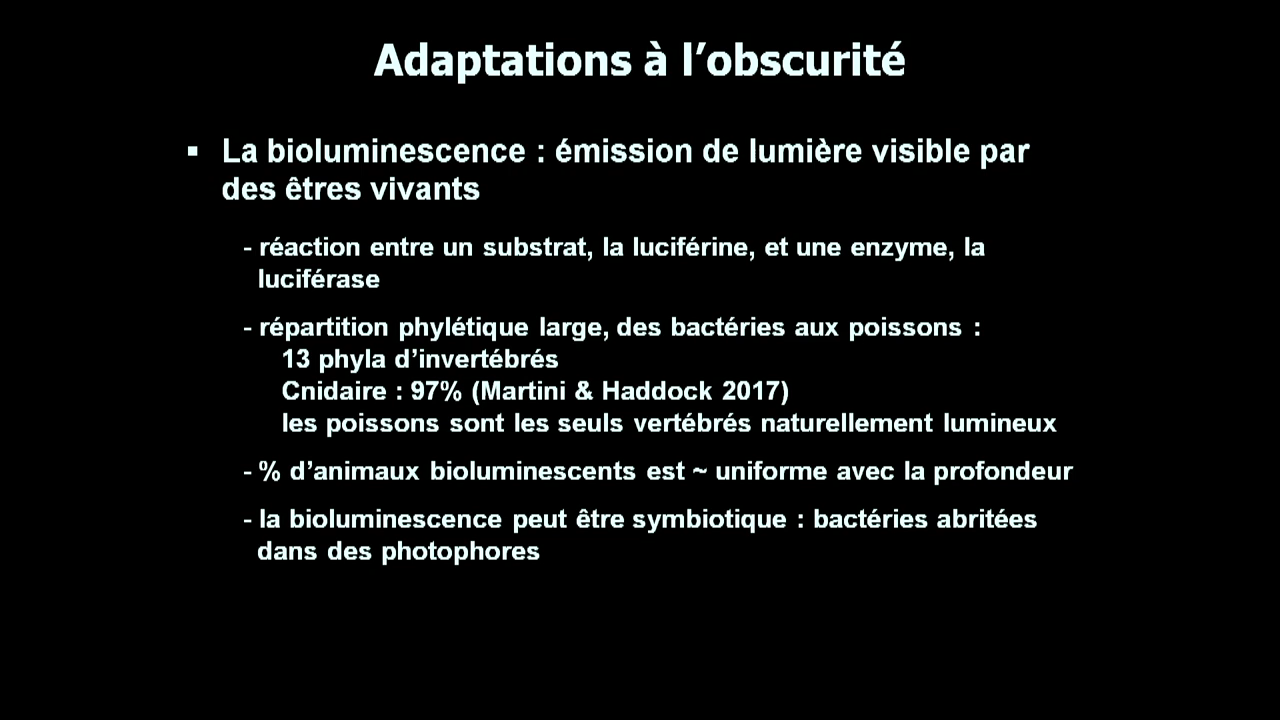 Adaptations à l’obscurité
▪ La bioluminescence : émission de lumière visible par
des êtres vivants
- réaction entre un substrat, la luciférine, et une enzyme, la
luciférase
- répartition phylétique large, des bactéries aux poissons :
13 phyla d’invertébrés
Cnidaire : 97% (Martini & Haddock 2017)
les poissons sont les seuls vertébrés naturellement lumineux
- % d’animaux bioluminescents est ~ uniforme avec la profondeur
- la bioluminescence peut être symbiotique : bactéries abritées
dans des photophores